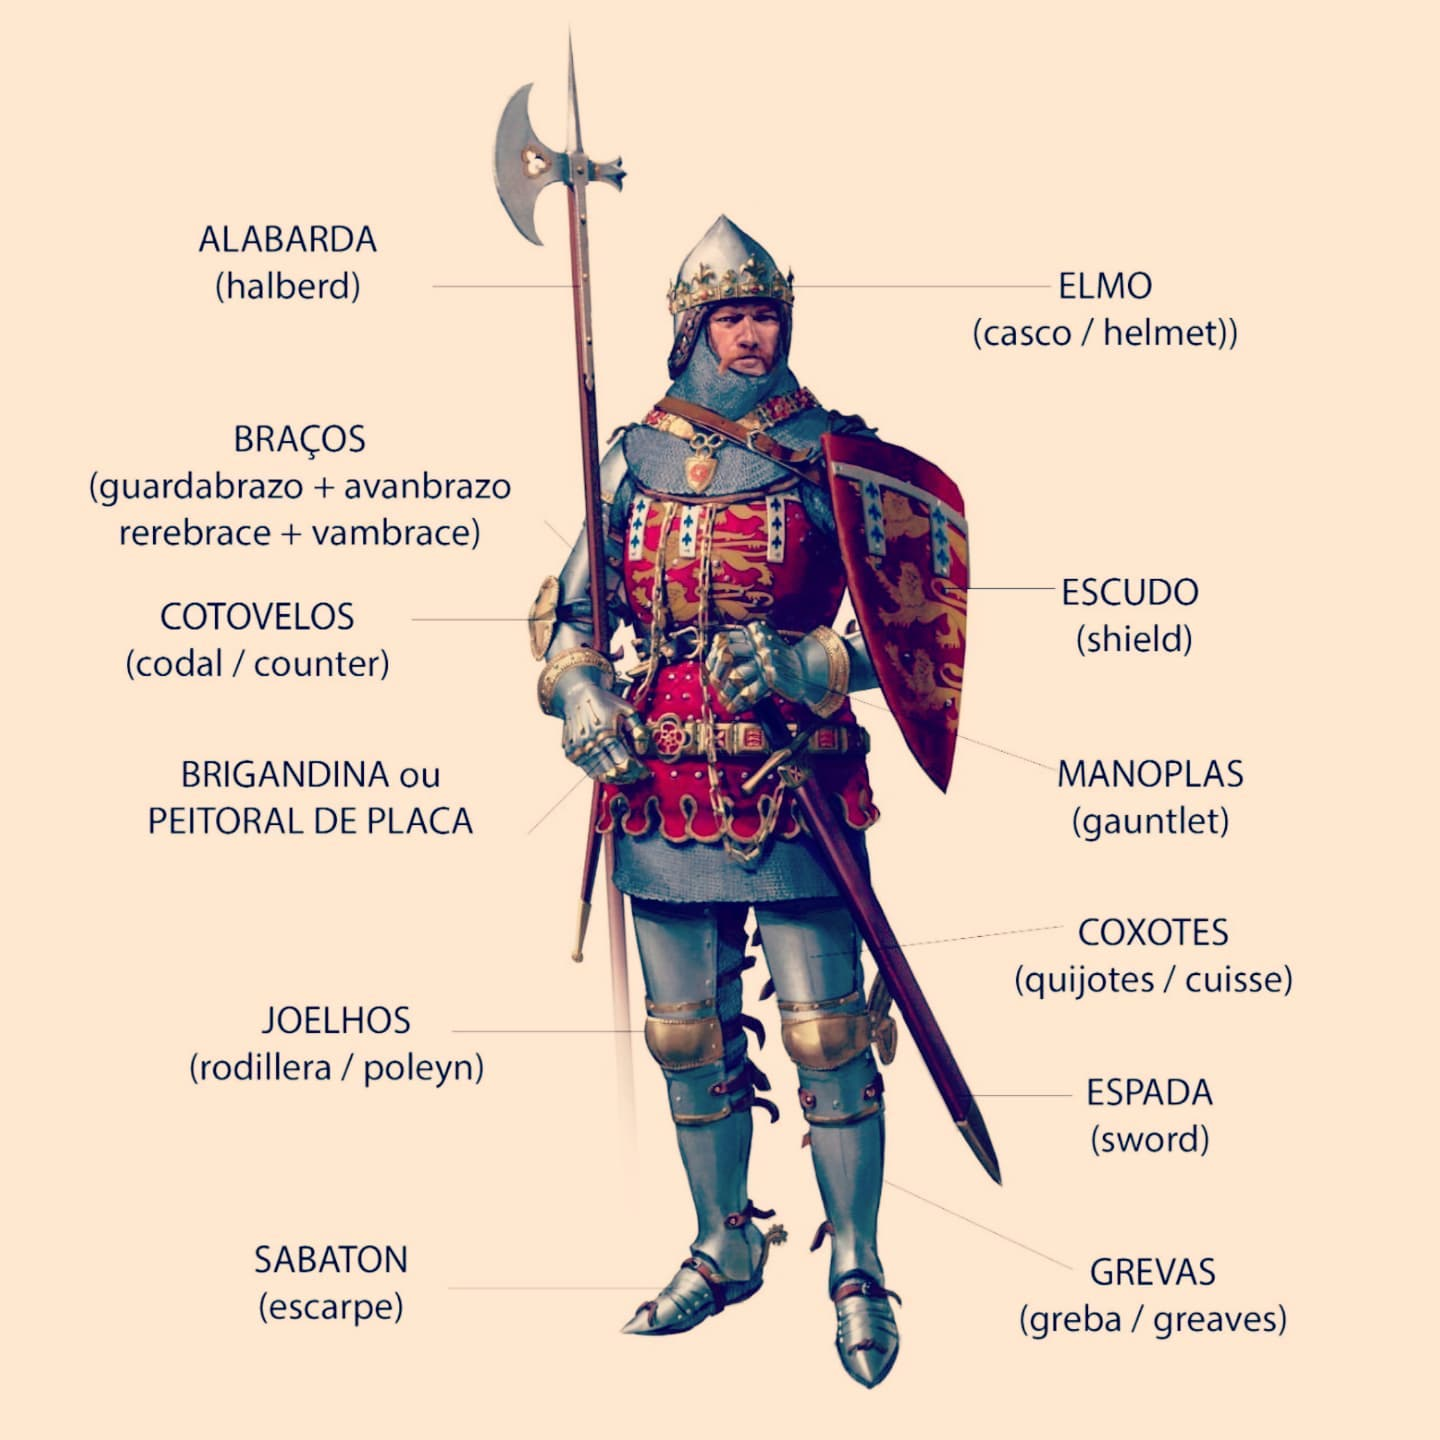 ALABARDA
(halberd)
ELMO
(casco / helmet))
BRAÇOS
(guardabrazo + avanbrazo
rerebrace + vambrace)
COTOVELOS
(codal / counter)
ESCUDO
(shield)
BRIGANDINA ou
PEITORAL DE PLACA
MANOPLAS
(gauntlet)
COXOTES
(quijotes / cuisse)
JOELHOS
(rodillera / poleyn)
ESPADA
(sword)
SABATON
(escarpe)
GREVAS
(greba / greaves)